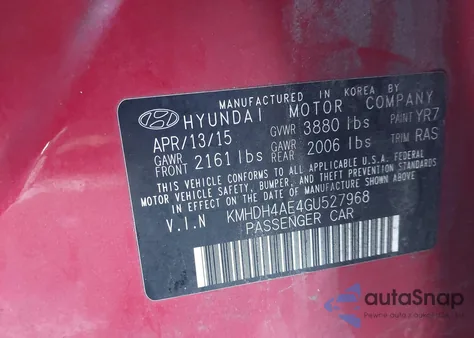 MANUFACTURED IN KOREA BY
HYUNDAI MOTOR COMPANY
APR/13/15 GVWR 3880 lbs PAINT YR7
GAWR FRONT 2161 lbs GAWR REAR 2006 lbs TRIM RAS
THIS VEHICLE CONFORMS TO ALL APPLICABLE U.S.A. FEDERAL
MOTOR VEHICLE SAFETY, BUMPER, AND THEFT PREVENTION
STANDARDS IN EFFECT ON THE DATE OF MANUFACTURE SHOWN ABOVE.
V.I.N KMHDH4AE4GU527968
PASSENGER CAR
autoSnap